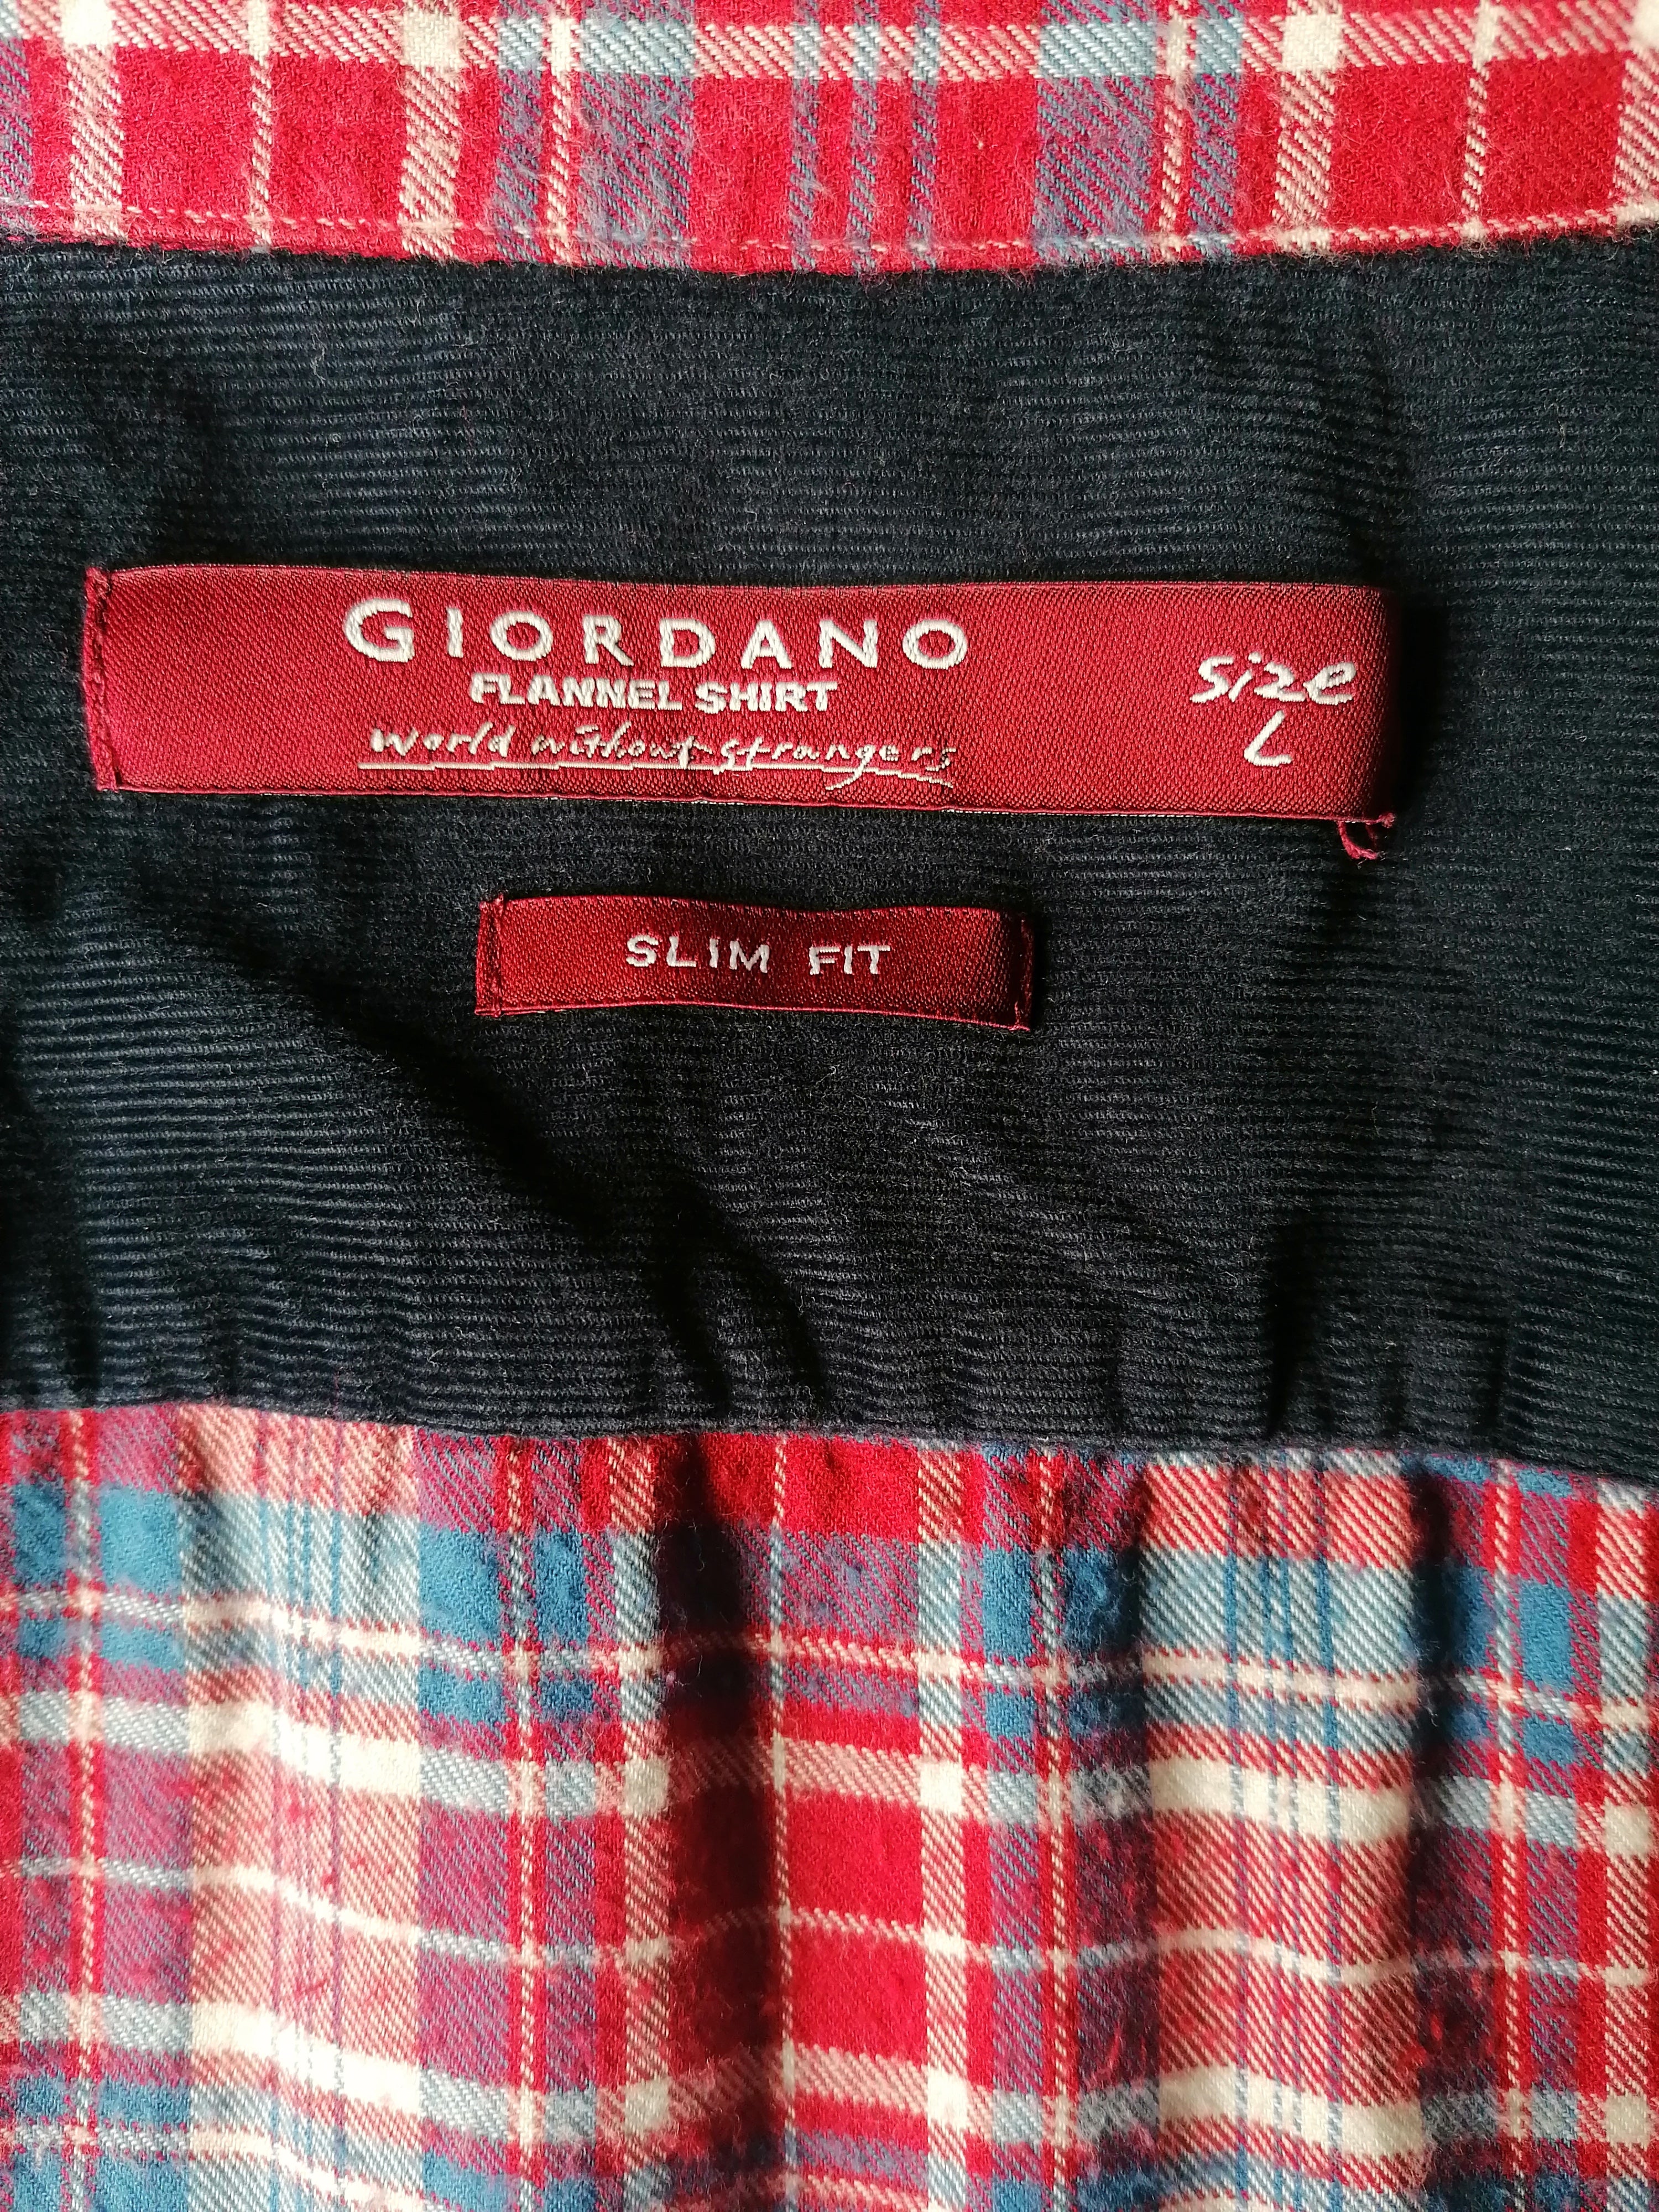 GIORDANO
FLANNEL SHIRT
World without strangers
size
L
SLIM FIT